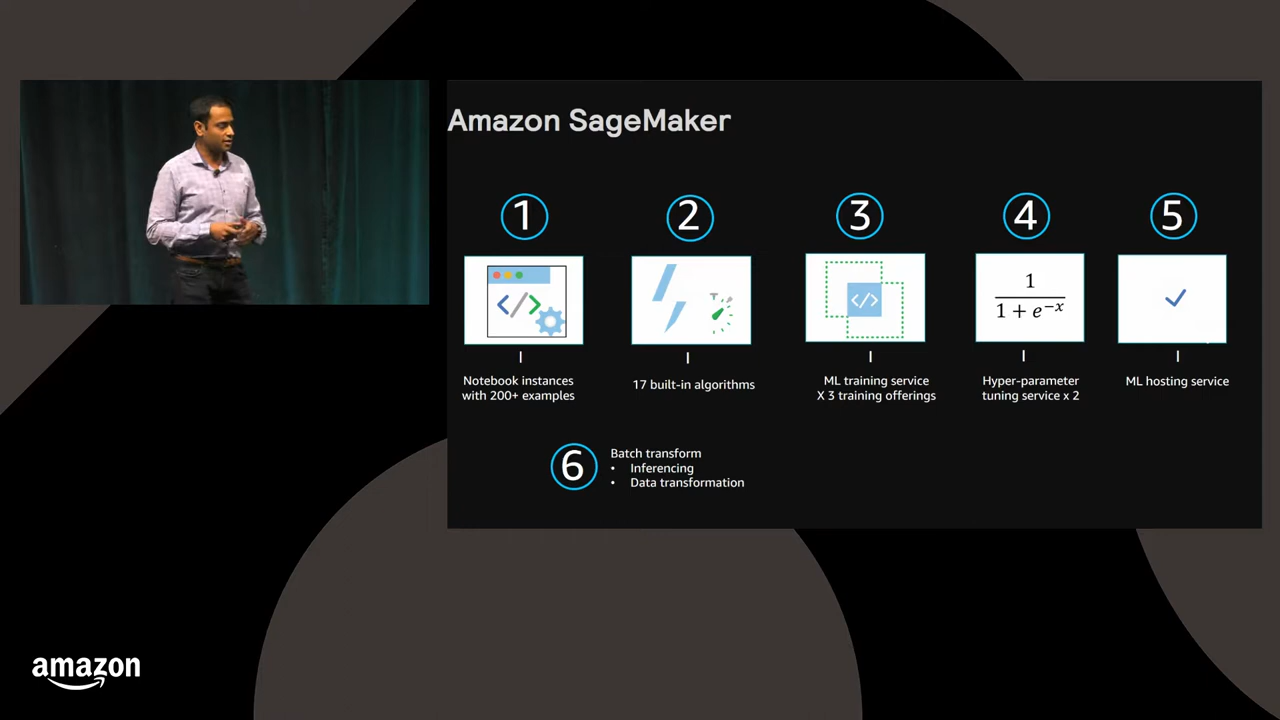 Amazon SageMaker
1
2
3
4
5
</>
T
</>
1
1 + e^{-x}
Notebook instances
with 200+ examples
17 built-in algorithms
ML training service
X 3 training offerings
Hyper-parameter
tuning service x 2
ML hosting service
6
Batch transform
• Inferencing
• Data transformation
amazon